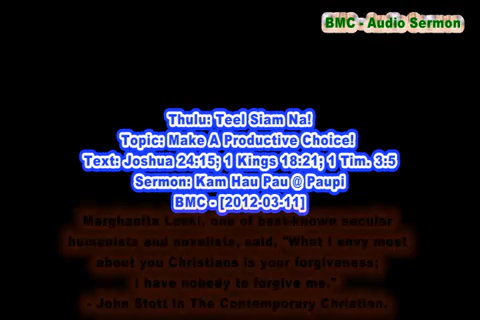 BMC - Audio Sermon
Thulu: Teel Siam Na!
Topic: Make A Productive Choice!
Text: Joshua 24:15; 1 Kings 18:21; 1 Tim. 3:5
Sermon: Kam Hau Pau @ Paupi
BMC - [2012-03-11]
Marghanita Laski, one of best-known secular
humanists and novelists, said, "What I envy most
about you Christians is your forgiveness;
I have nobody to forgive me."
- John Stott in The Contemporary Christian.